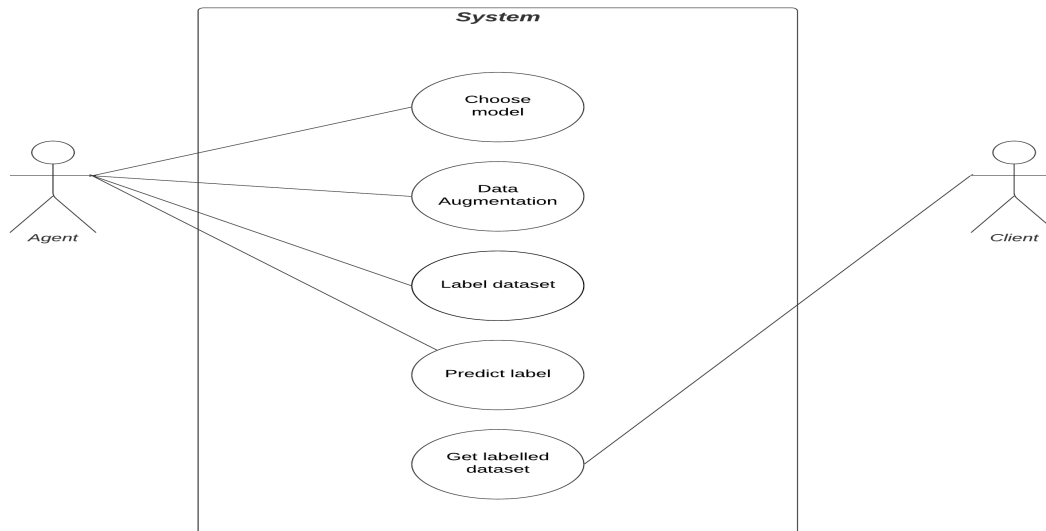 System
Choose
model
Data
Augmentation
Agent
Client
Label dataset
Predict label
Get labelled
dataset